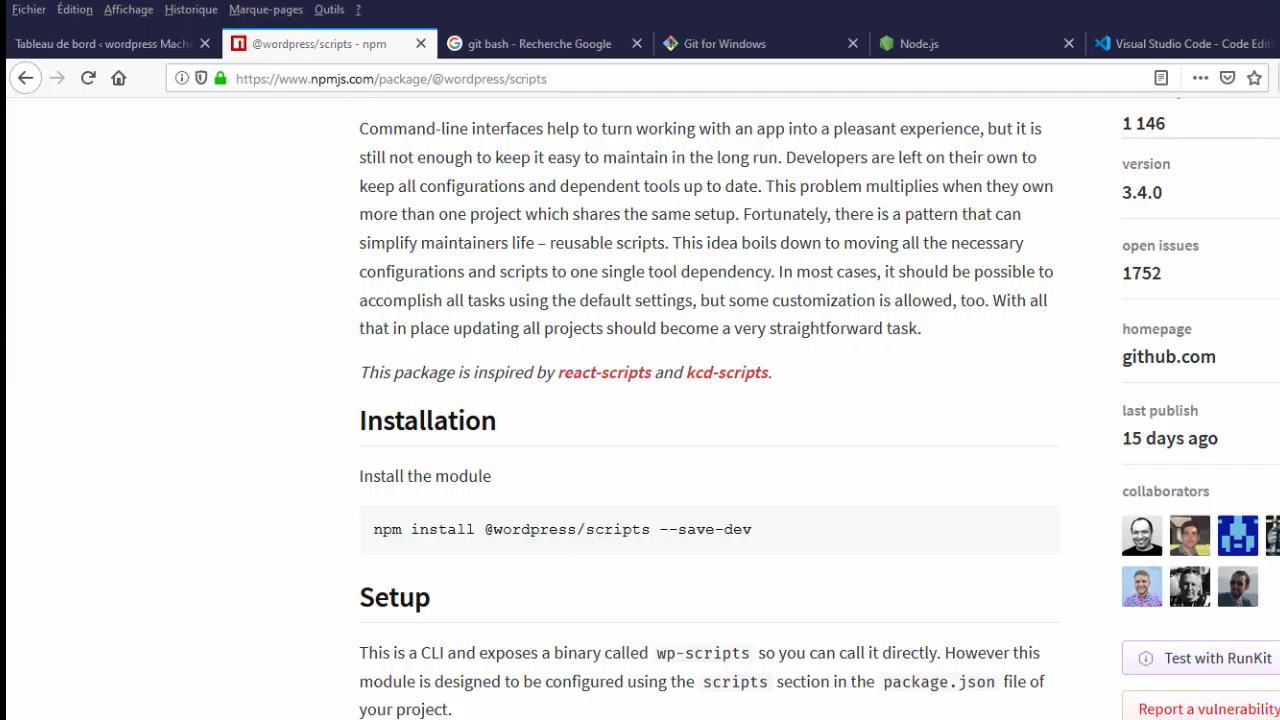 Fichier Édition Affichage Historique Marque-pages Outils ?
Tableau de bord ‹ wordpress Mach × @wordpress/scripts - npm × git bash - Recherche Google × Git for Windows × Node.js × Visual Studio Code - Code Edit
https://www.npmjs.com/package/@wordpress/scripts
Command-line interfaces help to turn working with an app into a pleasant experience, but it is
still not enough to keep it easy to maintain in the long run. Developers are left on their own to
keep all configurations and dependent tools up to date. This problem multiplies when they own
more than one project which shares the same setup. Fortunately, there is a pattern that can
simplify maintainers life – reusable scripts. This idea boils down to moving all the necessary
configurations and scripts to one single tool dependency. In most cases, it should be possible to
accomplish all tasks using the default settings, but some customization is allowed, too. With all
that in place updating all projects should become a very straightforward task.
This package is inspired by react-scripts and kcd-scripts.
Installation
Install the module
npm install @wordpress/scripts --save-dev
Setup
This is a CLI and exposes a binary called wp-scripts so you can call it directly. However this
module is designed to be configured using the scripts section in the package.json file of
your project.
1 146
version
3.4.0
open issues
1752
homepage
github.com
last publish
15 days ago
collaborators
Test with RunKit
Report a vulnerability